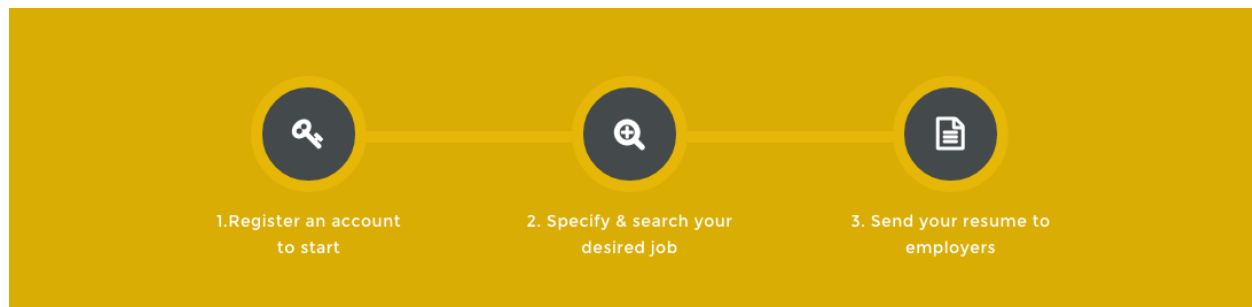 1.Register an account
to start
2. Specify & search your
desired job
3. Send your resume to
employers